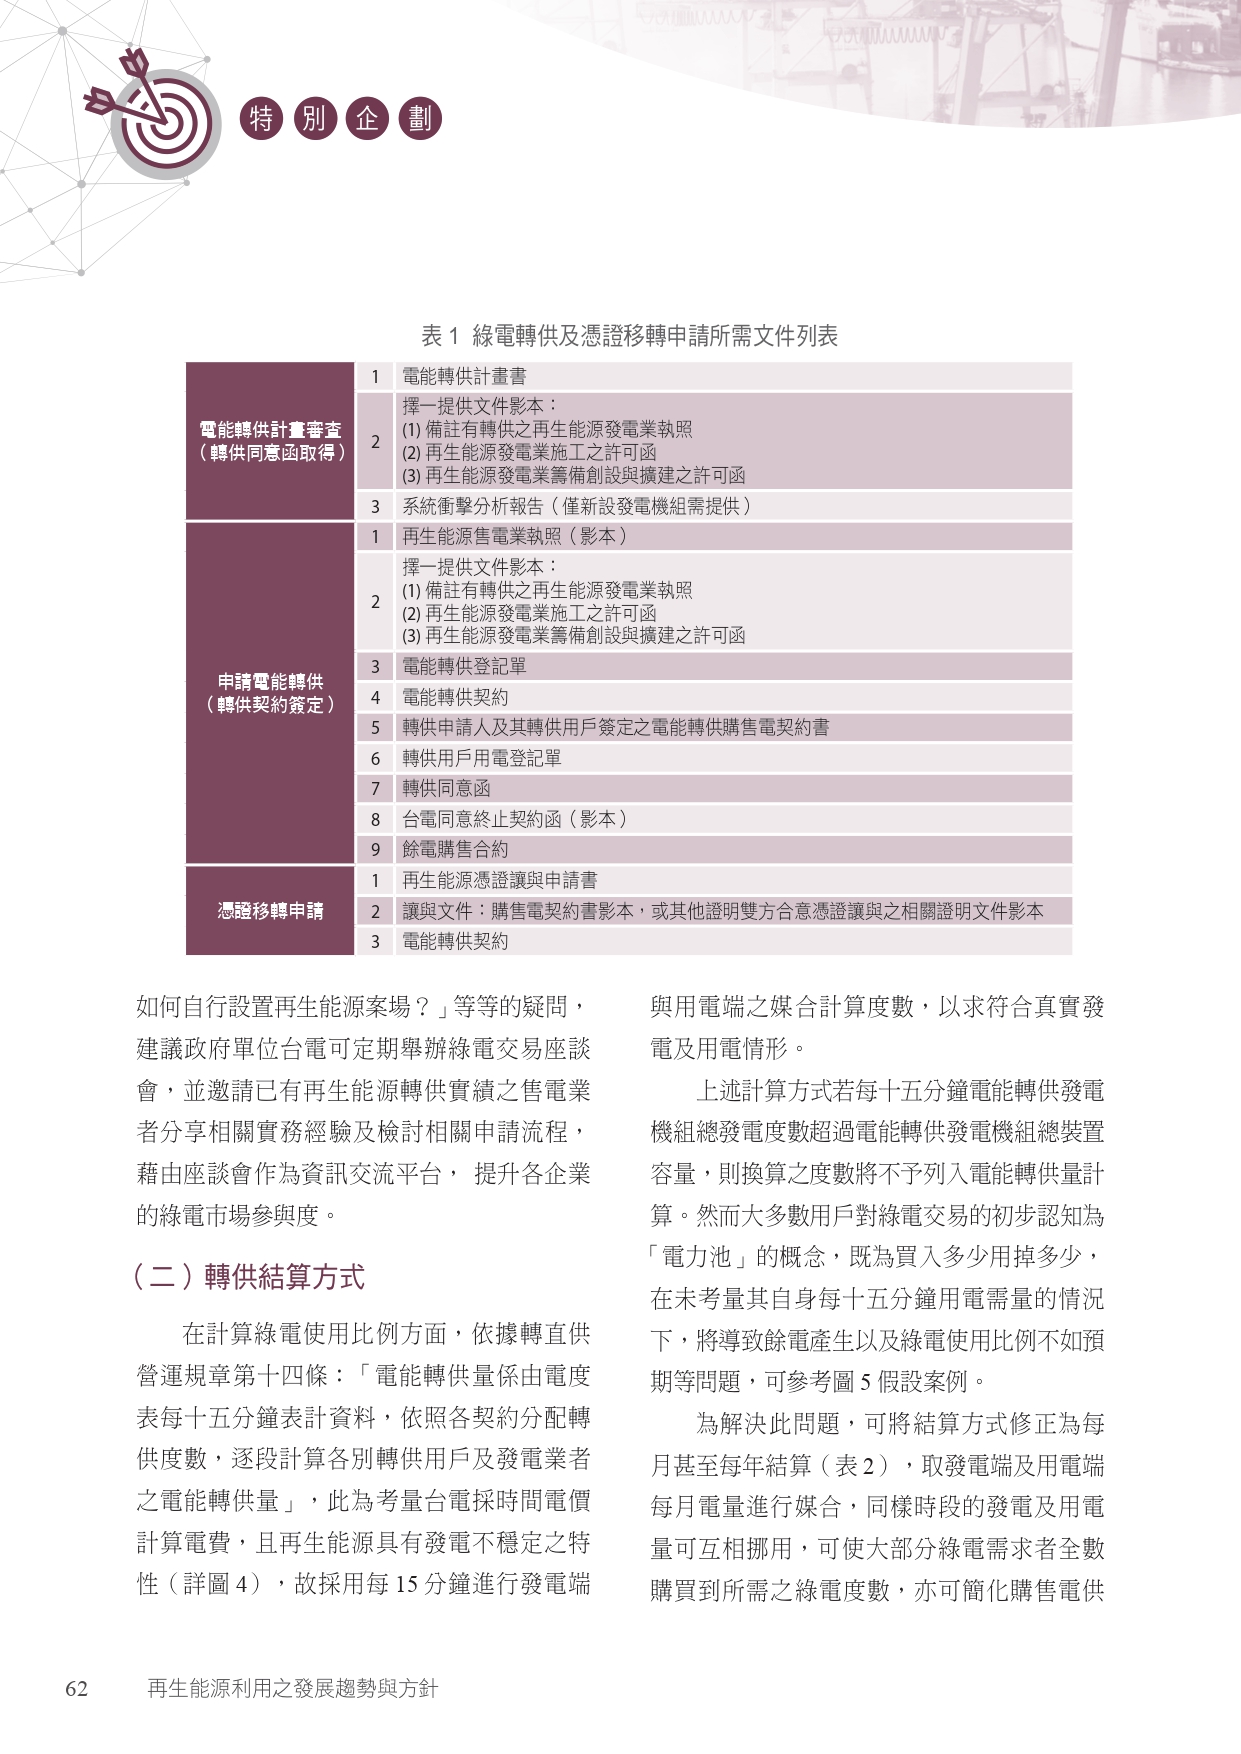 特別企劃
表 1 綠電轉供及憑證移轉申請所需文件列表
電能轉供計畫審查
（轉供同意函取得）
1 電能轉供計畫書
2 擇一提供文件影本：
(1) 備註有轉供之再生能源發電業執照
(2) 再生能源發電業施工之許可函
(3) 再生能源發電業籌備創設與擴建之許可函
3 系統衝擊分析報告（僅新設發電機組需提供）
申請電能轉供
（轉供契約簽定）
1 再生能源售電業執照（影本）
2 擇一提供文件影本：
(1) 備註有轉供之再生能源發電業執照
(2) 再生能源發電業施工之許可函
(3) 再生能源發電業籌備創設與擴建之許可函
3 電能轉供登記單
4 電能轉供契約
5 轉供申請人及其轉供用戶簽定之電能轉供購售電契約書
6 轉供用戶用電登記單
7 轉供同意函
8 台電同意終止契約函（影本）
9 餘電購售合約
憑證移轉申請
1 再生能源憑證讓與申請書
2 讓與文件：購售電契約書影本，或其他證明雙方合意憑證讓與之相關證明文件影本
3 電能轉供契約
如何自行設置再生能源案場？」等等的疑問，
建議政府單位台電可定期舉辦綠電交易座談
會，並邀請已有再生能源轉供實績之售電業
者分享相關實務經驗及檢討相關申請流程，
藉由座談會作為資訊交流平台， 提升各企業
的綠電市場參與度。
（二）轉供結算方式
在計算綠電使用比例方面，依據轉直供
營運規章第十四條：「電能轉供量係由電度
表每十五分鐘表計資料，依照各契約分配轉
供度數，逐段計算各別轉供用戶及發電業者
之電能轉供量」，此為考量台電採時間電價
計算電費，且再生能源具有發電不穩定之特
性（詳圖 4），故採用每 15 分鐘進行發電端
與用電端之媒合計算度數，以求符合真實發
電及用電情形。
上述計算方式若每十五分鐘電能轉供發電
機組總發電度數超過電能轉供發電機組總裝置
容量，則換算之度數將不予列入電能轉供量計
算。然而大多數用戶對綠電交易的初步認知為
「電力池」的概念，既為買入多少用掉多少，
在未考量其自身每十五分鐘用電需量的情況
下，將導致餘電產生以及綠電使用比例不如預
期等問題，可參考圖 5 假設案例。
為解決此問題，可將結算方式修正為每
月甚至每年結算（表 2），取發電端及用電端
每月電量進行媒合，同樣時段的發電及用電
量可互相挪用，可使大部分綠電需求者全數
購買到所需之綠電度數，亦可簡化購售電供
62 再生能源利用之發展趨勢與方針